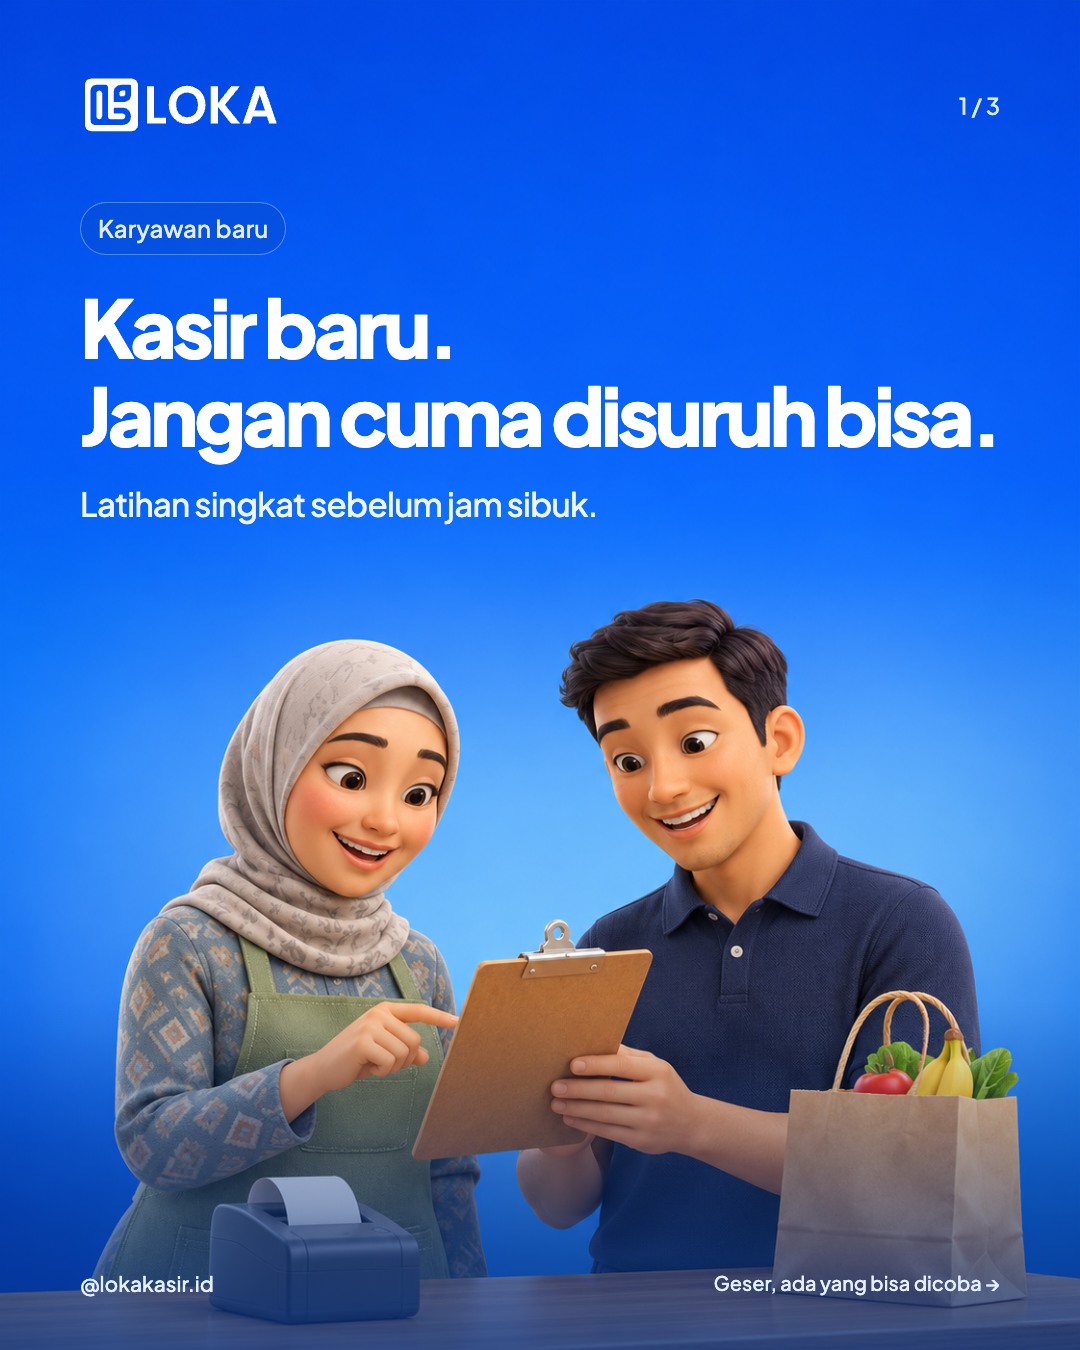 LOKA
1 / 3
Karyawan baru
Kasir baru.
Jangan cuma disuruh bisa.
Latihan singkat sebelum jam sibuk.
@lokakasir.id
Geser, ada yang bisa dicoba →